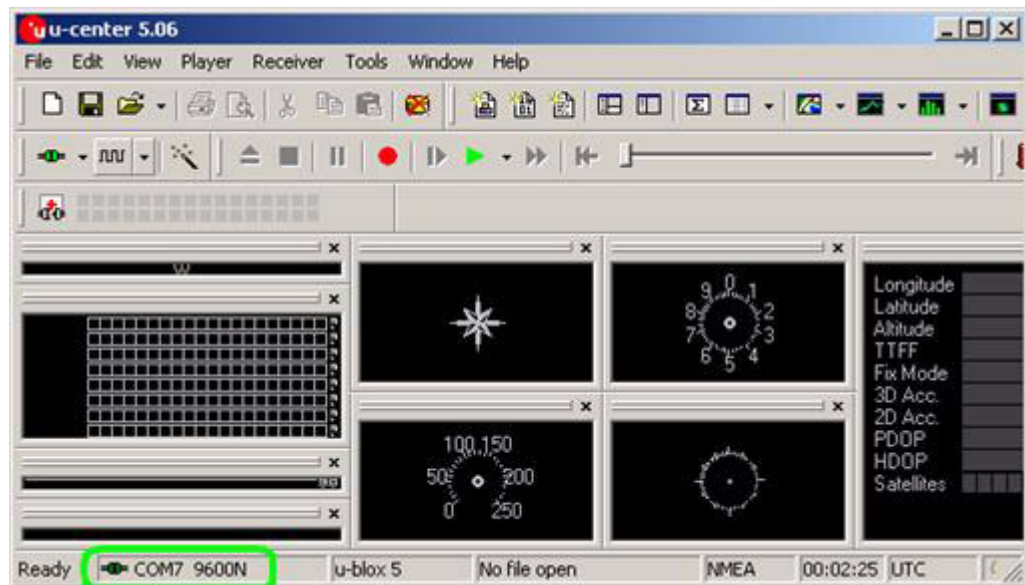 u-center 5.06
File Edit View Player Receiver Tools Window Help
9 0 1
8 2
7 3
6 5 4
100 150
50 200
0 250
Longitude
Latitude
Altitude
TTFF
Fix Mode
3D Acc.
2D Acc.
PDOP
HDOP
Satellites
Ready COM7 9600N u-blox 5 No file open NMEA 00:02:25 UTC